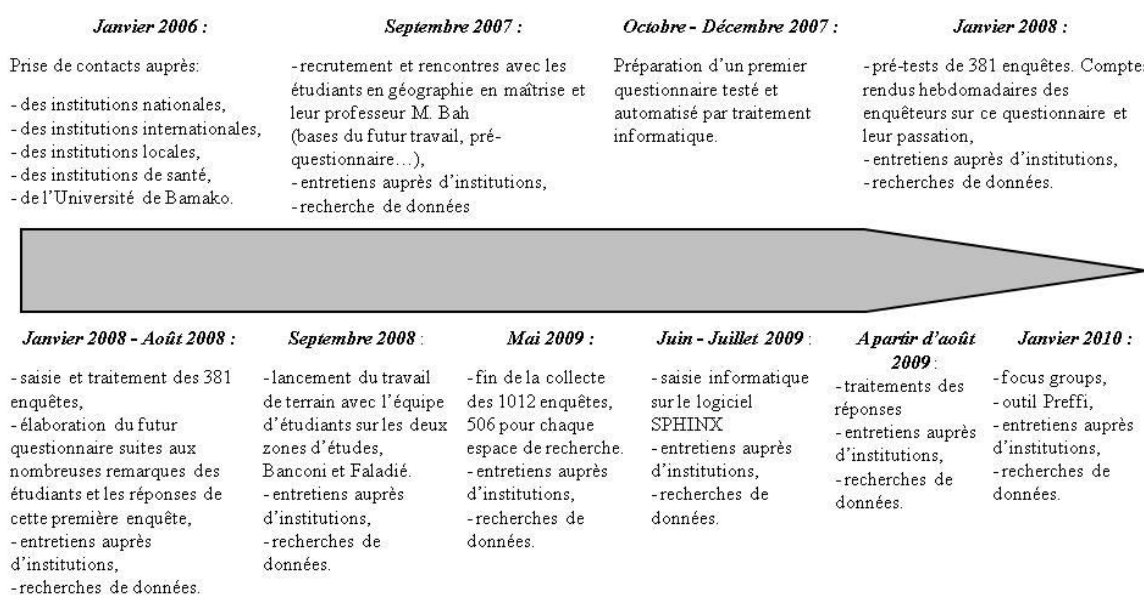 Janvier 2006 :
Prise de contacts auprès:
- des institutions nationales,
- des institutions internationales,
- des institutions locales,
- des institutions de santé,
- de l'Université de Bamako.
Septembre 2007 :
- recrutement et rencontres avec les
étudiants en géographie en maîtrise et
leur professeur M. Bah
(bases du futur travail, pré-
questionnaire…),
- entretiens auprès d'institutions,
- recherche de données
Octobre - Décembre 2007 :
Préparation d'un premier
questionnaire testé et
automatisé par traitement
informatique.
Janvier 2008 :
- pré-tests de 381 enquêtes. Comptes
rendus hebdomadaires des
enquêteurs sur ce questionnaire et
leur passation,
- entretiens auprès d'institutions,
- recherches de données.
Janvier 2008 - Août 2008 :
- saisie et traitement des 381
enquêtes,
- élaboration du futur
questionnaire suites aux
nombreuses remarques des
étudiants et les réponses de
cette première enquête,
- entretiens auprès
d'institutions,
- recherches de données.
Septembre 2008 :
- lancement du travail
de terrain avec l'équipe
d'étudiants sur les deux
zones d'études,
Banconi et Faladié.
- entretiens auprès
d'institutions,
- recherches de
données.
Mai 2009 :
- fin de la collecte
des 1012 enquêtes,
506 pour chaque
espace de recherche.
- entretiens auprès
d'institutions,
- recherches de
données.
Juin - Juillet 2009 :
- saisie informatique
sur le logiciel
SPHINX
- entretiens auprès
d'institutions,
- recherches de
données.
A partir d'août
2009 :
- traitements des
réponses
- entretiens auprès
d'institutions,
- recherches de
données.
Janvier 2010 :
- focus groups,
- outil Preffi,
- entretiens auprès
d'institutions,
- recherches de
données.